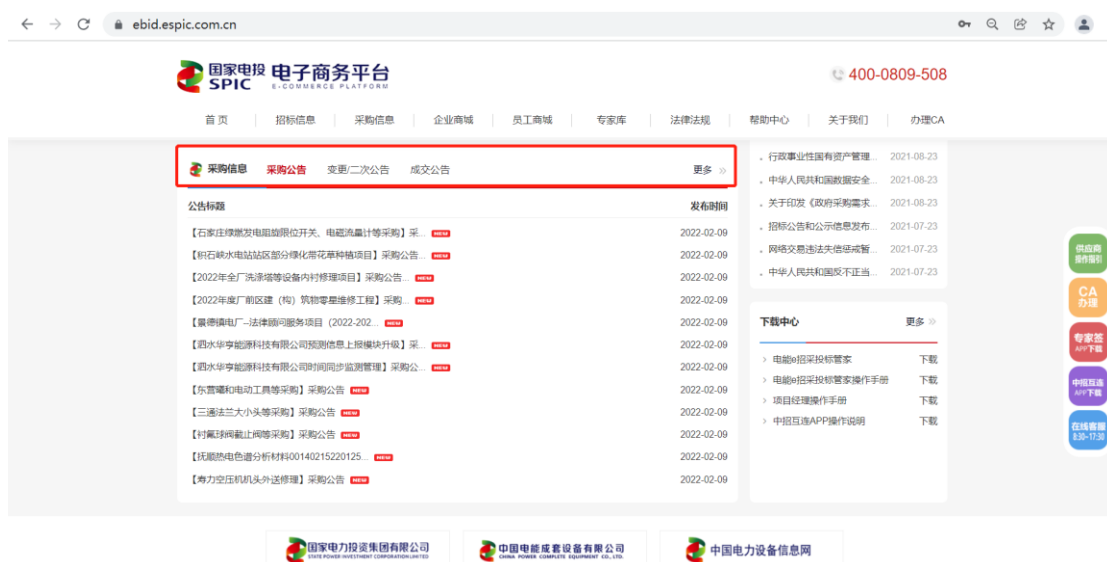 ebid.espic.com.cn
国家电投 电子商务平台
SPIC E-COMMERCE PLATFORM
400-0809-508
首页 招标信息 采购信息 企业商城 员工商城 专家库 法律法规 帮助中心 关于我们 办理CA
采购信息 采购公告 变更/二次公告 成交公告 更多 »
公告标题 发布时间
【石家庄绿燃发电阻旋限位开关、电磁流量计等采购】采... NEW 2022-02-09
【积石峡水电站站区部分绿化带花草种植项目】采购公告... NEW 2022-02-09
【2022年全厂洗涤塔等设备内衬修理项目】采购公告... NEW 2022-02-09
【2022年度厂前区建（构）筑物零星维修工程】采购... NEW 2022-02-09
【景德镇电厂--法律顾问服务项目（2022-202... NEW 2022-02-09
【泗水华亨能源科技有限公司预测信息上报模块升级】采... NEW 2022-02-09
【泗水华亨能源科技有限公司时间同步监测管理】采购公... NEW 2022-02-09
【东营曦和电动工具等采购】采购公告 NEW 2022-02-09
【三通法兰大小头等采购】采购公告 NEW 2022-02-09
【衬氟球阀截止阀等采购】采购公告 NEW 2022-02-09
【抚顺热电色谱分析材料00140215220125... NEW 2022-02-09
【寿力空压机机头外送修理】采购公告 NEW 2022-02-09
行政事业性国有资产管理... 2021-08-23
中华人民共和国数据安全... 2021-08-23
关于印发《政府采购需求... 2021-08-23
招标公告和公示信息发布... 2021-07-23
网络交易违法失信惩戒暂... 2021-07-23
中华人民共和国反不正当... 2021-07-23
下载中心 更多 »
> 电能e招采投标管家 下载
> 电能e招采投标管家操作手册 下载
> 项目经理操作手册 下载
> 中招互连APP操作说明 下载
供应商
操作指引
CA
办理
专家签
APP下载
中招互连
APP下载
在线客服
8:30-17:30
国家电力投资集团有限公司
STATE POWER INVESTMENT CORPORATION LIMITED
中国电能成套设备有限公司
CHINA POWER COMPLETE EQUIPMENT CO., LTD.
中国电力设备信息网